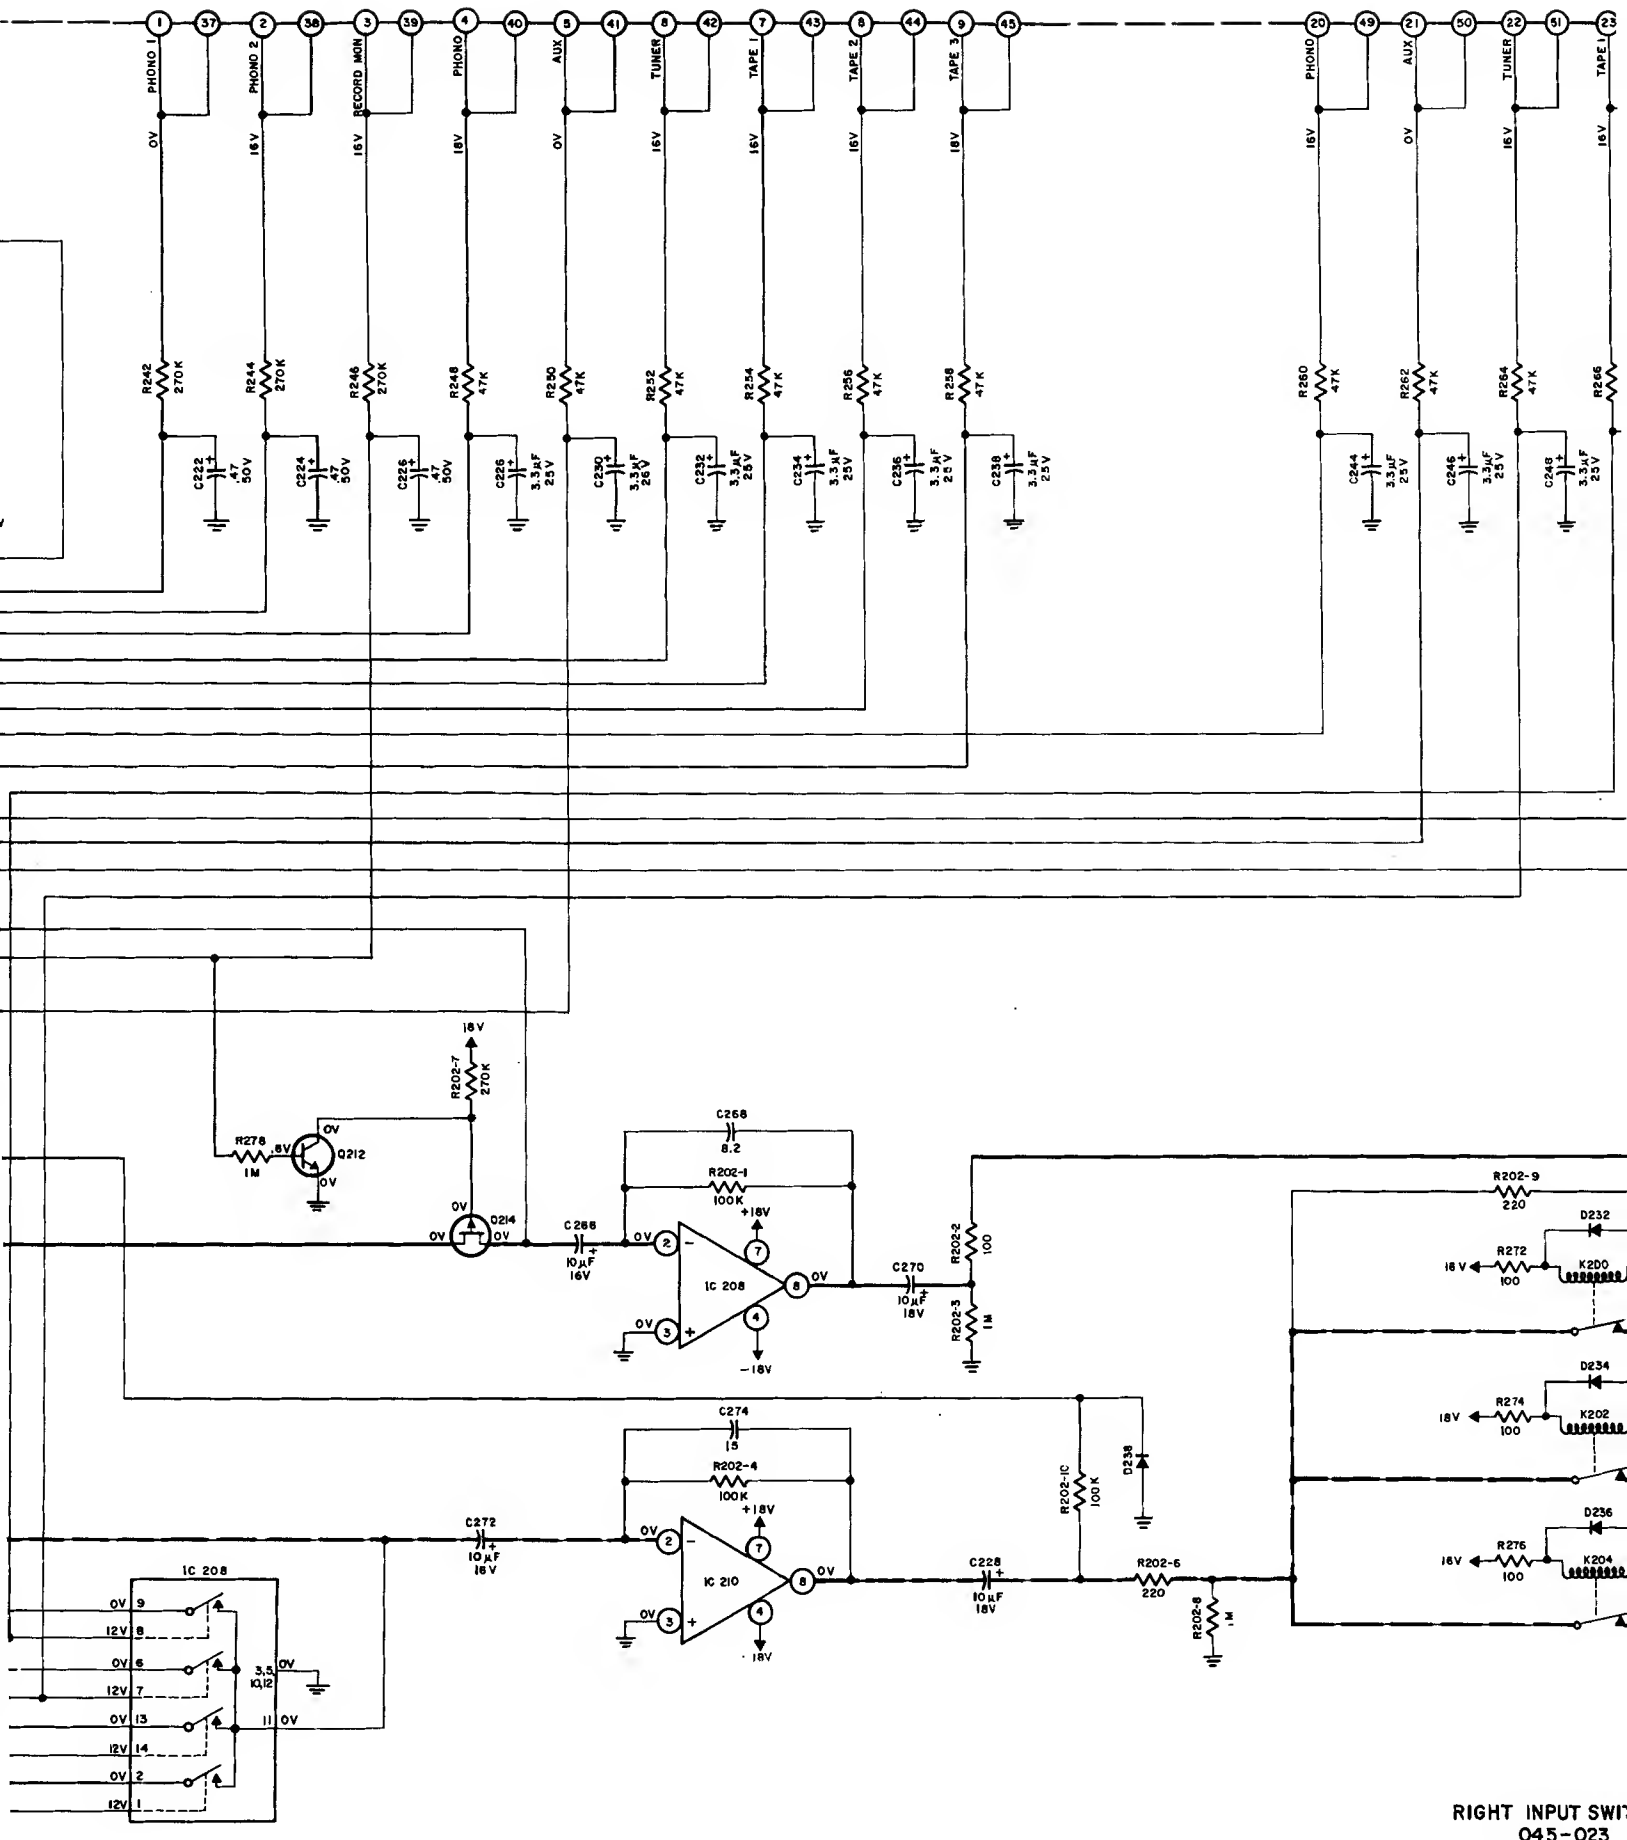 1 37 2 38 3 39 4 40 5 41 6 42 7 43 8 44 9 45 20 49 21 50 22 51 23
PHONO 1
PHONO 2
RECORD MON
PHONO
AUX
TUNER
TAPE 1
TAPE 2
TAPE 3
PHONO
AUX
TUNER
TAPE 1
0V
16V
16V
18V
0V
16V
16V
16V
18V
16V
0V
16V
16V
R242 270K
R244 270K
R246 270K
R248 47K
R250 47K
R252 47K
R254 47K
R256 47K
R258 47K
R260 47K
R262 47K
R264 47K
R266
C222 + .47 50V
C224 + .47 50V
C226 + .47 50V
C226 + 3.3µF 25V
C230 + 3.3µF 26V
C232 + 3.3µF 25V
C234 + 3.3µF 25V
C236 + 3.3µF 25V
C238 + 3.3µF 25V
C244 + 3.3µF 25V
C246 + 3.3µF 25V
C248 + 3.3µF 25V
18V
R202-7 270K
R278
1M
.6V
0V
Q212
0V
0V
Q214
0V
0V
C266
+
10µF
16V
C268
8.2
R202-1
100K
+18V
0V 2 −
7
IC 208
8 0V
4
0V 3 +
−18V
C270
+
10µF
18V
R202-2 100
R202-3 1M
R202-9
220
D232
R272
18V
100
K200
D234
R274
18V
100
K202
D236
R276
16V
100
K204
C274
15
R202-4
100K
+18V
C272
+
10µF
16V
0V 2 −
7
IC 210
8 0V
4
0V 3 +
18V
R202-10 100K
D238
C228
+
10µF
18V
R202-6
220
R202-8 1M
IC 208
0V 9
12V 8
0V 6
12V 7
3,5, 0V
10,12
0V 13
11 0V
12V 14
0V 2
12V 1
RIGHT INPUT SWI
045-023